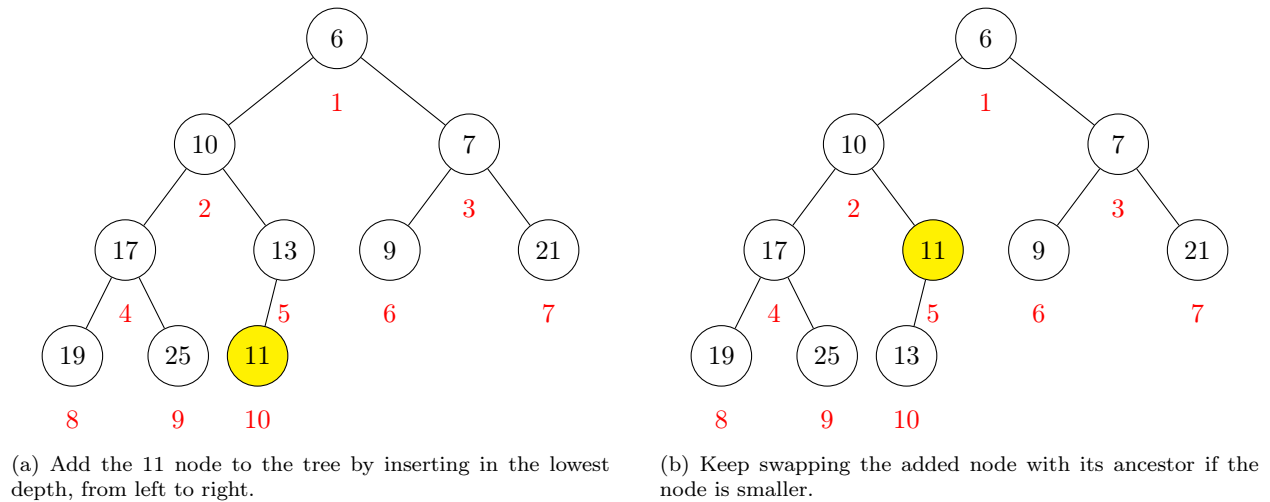 6 6
1 1
10 7 10 7
2 3 2 3
17 13 9 21 17 11 9 21
4 5 6 7 4 5 6 7
19 25 11 19 25 13
8 9 10 8 9 10
(a) Add the 11 node to the tree by inserting in the lowest
depth, from left to right.
(b) Keep swapping the added node with its ancestor if the
node is smaller.